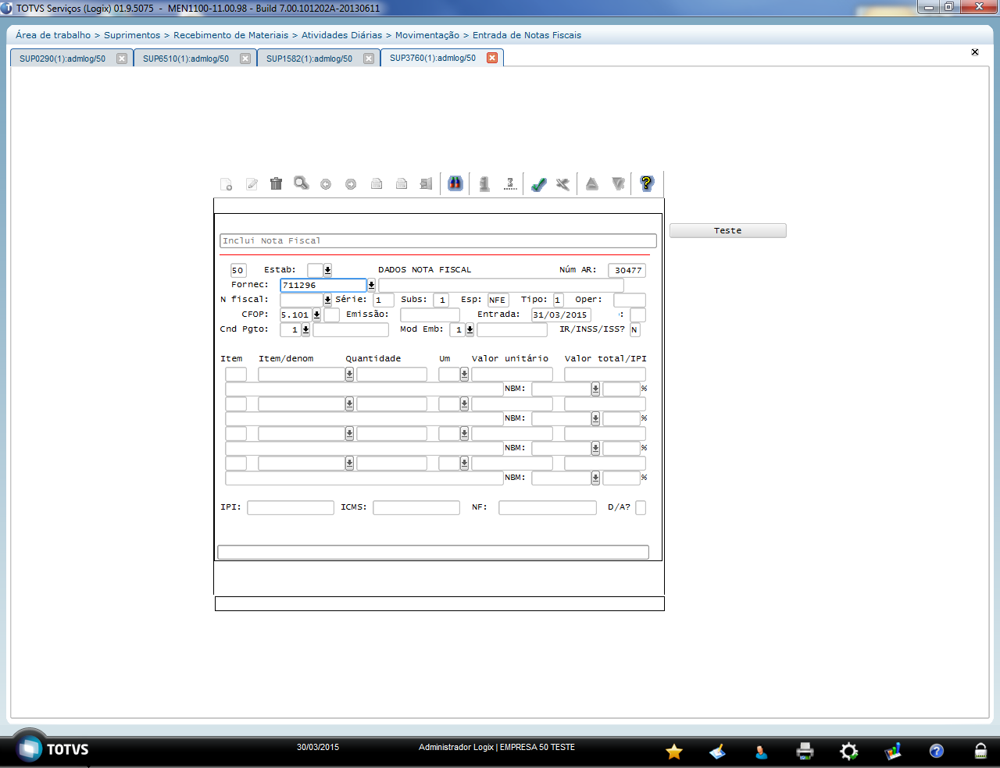 TOTVS Serviços (Logix) 01.9.5075 - MEN1100-11.00.98 - Build 7.00.101202A-20130611
Área de trabalho > Suprimentos > Recebimento de Materiais > Atividades Diárias > Movimentação > Entrada de Notas Fiscais
SUP0290(1):admlog/50 SUP6510(1):admlog/50 SUP1582(1):admlog/50 SUP3760(1):admlog/50
Teste
Inclui Nota Fiscal
50 Estab: DADOS NOTA FISCAL Núm AR: 30477
Fornec: 711296
N fiscal: Série: 1 Subs: 1 Esp: NFE Tipo: 1 Oper:
CFOP: 5.101 Emissão: Entrada: 31/03/2015 :
Cnd Pgto: 1 Mod Emb: 1 IR/INSS/ISS? N
Item Item/denom Quantidade Um Valor unitário Valor total/IPI
NBM: %
NBM: %
NBM: %
NBM: %
IPI: ICMS: NF: D/A?
TOTVS 30/03/2015 Administrador Logix | EMPRESA 50 TESTE